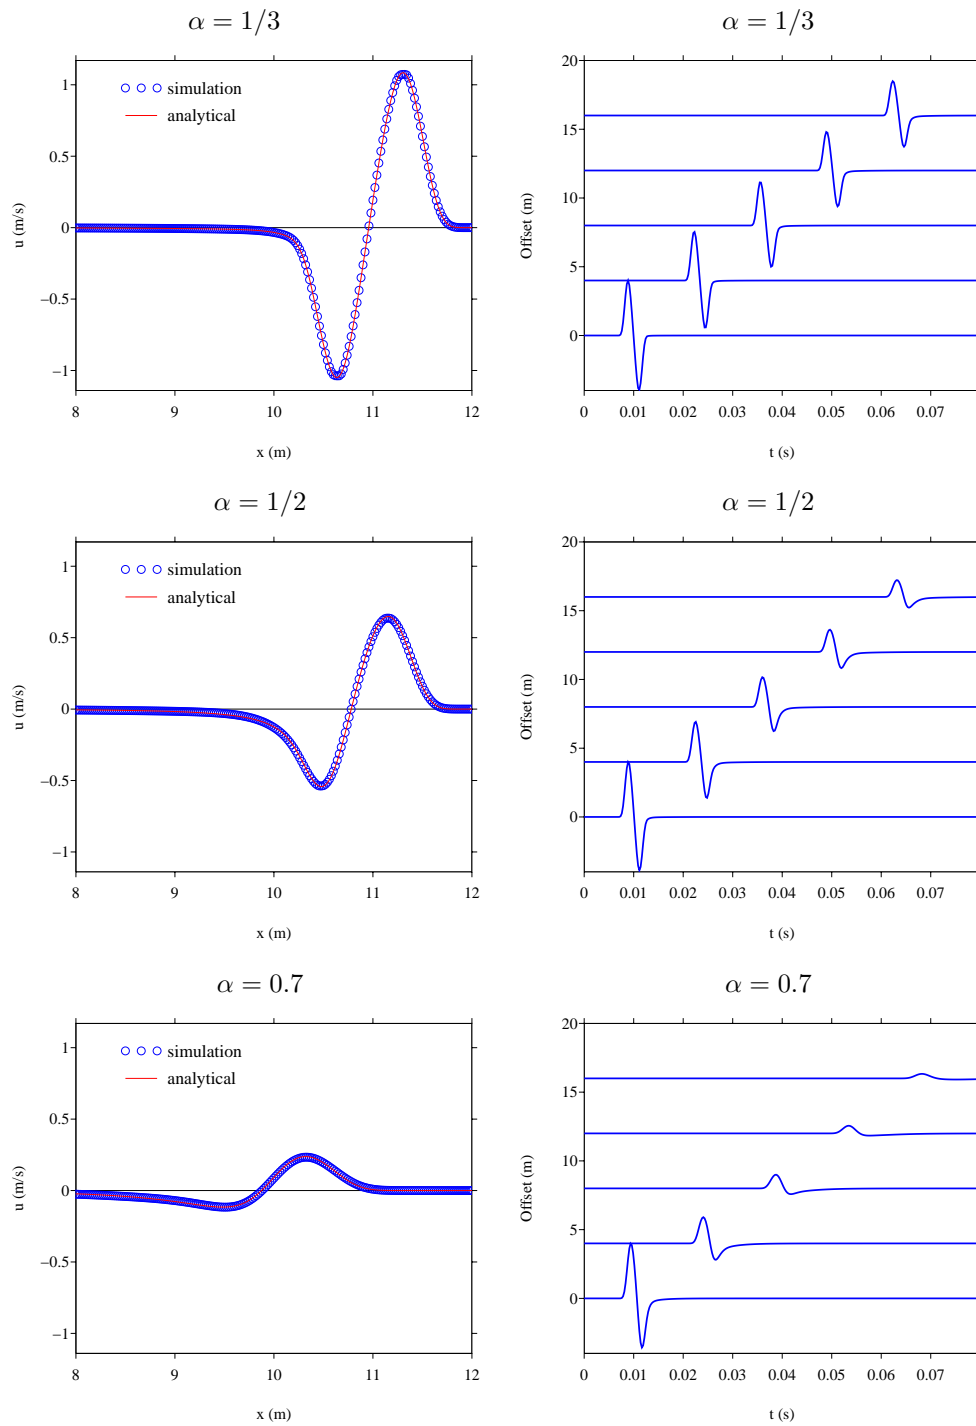 α = 1/3
1
0.5
0
−0.5
−1
u (m/s)
simulation
analytical
8 9 10 11 12
x (m)
α = 1/3
20
15
10
5
0
Offset (m)
0 0.01 0.02 0.03 0.04 0.05 0.06 0.07
t (s)
α = 1/2
1
0.5
0
−0.5
−1
u (m/s)
simulation
analytical
8 9 10 11 12
x (m)
α = 1/2
20
15
10
5
0
Offset (m)
0 0.01 0.02 0.03 0.04 0.05 0.06 0.07
t (s)
α = 0.7
1
0.5
0
−0.5
−1
u (m/s)
simulation
analytical
8 9 10 11 12
x (m)
α = 0.7
20
15
10
5
0
Offset (m)
0 0.01 0.02 0.03 0.04 0.05 0.06 0.07
t (s)